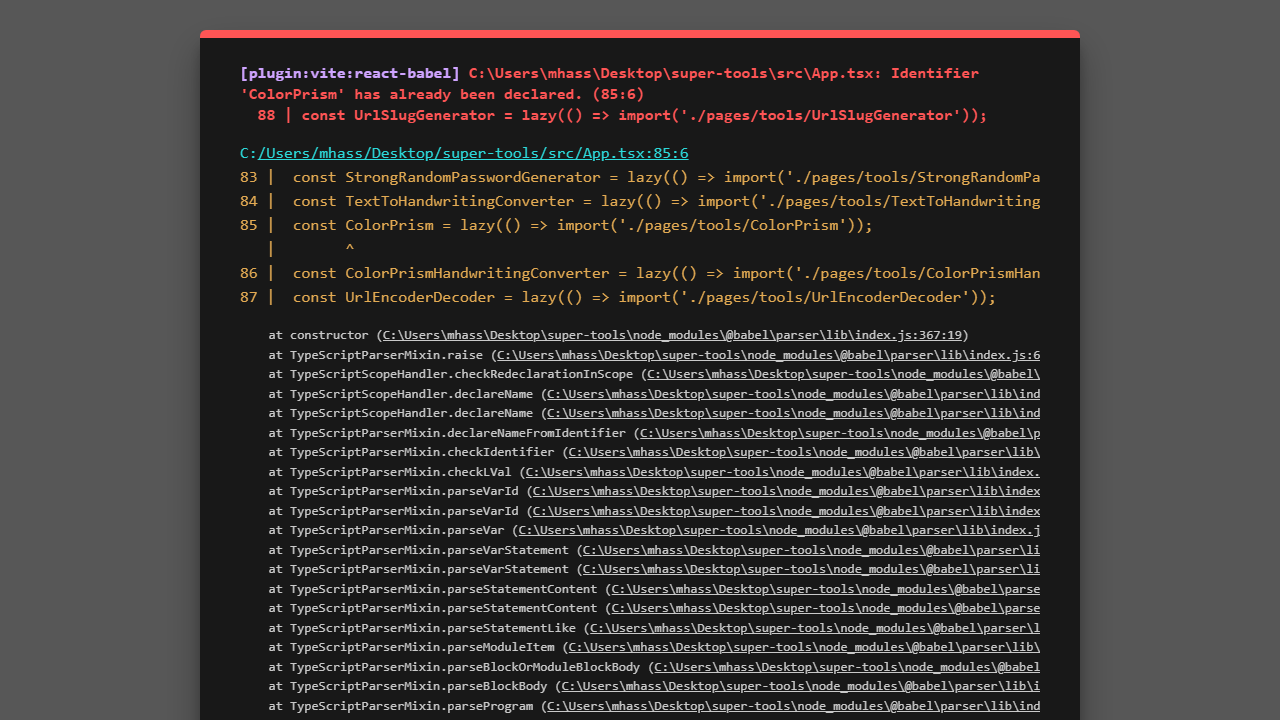 [plugin:vite:react-babel] C:\Users\mhass\Desktop\super-tools\src\App.tsx: Identifier
'ColorPrism' has already been declared. (85:6)
  88 | const UrlSlugGenerator = lazy(() => import('./pages/tools/UrlSlugGenerator'));
C:/Users/mhass/Desktop/super-tools/src/App.tsx:85:6
83 |  const StrongRandomPasswordGenerator = lazy(() => import('./pages/tools/StrongRandomPa
84 |  const TextToHandwritingConverter = lazy(() => import('./pages/tools/TextToHandwriting
85 |  const ColorPrism = lazy(() => import('./pages/tools/ColorPrism'));
   |        ^
86 |  const ColorPrismHandwritingConverter = lazy(() => import('./pages/tools/ColorPrismHan
87 |  const UrlEncoderDecoder = lazy(() => import('./pages/tools/UrlEncoderDecoder'));
    at constructor (C:\Users\mhass\Desktop\super-tools\node_modules\@babel\parser\lib\index.js:367:19)
    at TypeScriptParserMixin.raise (C:\Users\mhass\Desktop\super-tools\node_modules\@babel\parser\lib\index.js:6
    at TypeScriptScopeHandler.checkRedeclarationInScope (C:\Users\mhass\Desktop\super-tools\node_modules\@babel\
    at TypeScriptScopeHandler.declareName (C:\Users\mhass\Desktop\super-tools\node_modules\@babel\parser\lib\ind
    at TypeScriptScopeHandler.declareName (C:\Users\mhass\Desktop\super-tools\node_modules\@babel\parser\lib\ind
    at TypeScriptParserMixin.declareNameFromIdentifier (C:\Users\mhass\Desktop\super-tools\node_modules\@babel\p
    at TypeScriptParserMixin.checkIdentifier (C:\Users\mhass\Desktop\super-tools\node_modules\@babel\parser\lib\
    at TypeScriptParserMixin.checkLVal (C:\Users\mhass\Desktop\super-tools\node_modules\@babel\parser\lib\index.
    at TypeScriptParserMixin.parseVarId (C:\Users\mhass\Desktop\super-tools\node_modules\@babel\parser\lib\index
    at TypeScriptParserMixin.parseVarId (C:\Users\mhass\Desktop\super-tools\node_modules\@babel\parser\lib\index
    at TypeScriptParserMixin.parseVar (C:\Users\mhass\Desktop\super-tools\node_modules\@babel\parser\lib\index.j
    at TypeScriptParserMixin.parseVarStatement (C:\Users\mhass\Desktop\super-tools\node_modules\@babel\parser\li
    at TypeScriptParserMixin.parseVarStatement (C:\Users\mhass\Desktop\super-tools\node_modules\@babel\parser\li
    at TypeScriptParserMixin.parseStatementContent (C:\Users\mhass\Desktop\super-tools\node_modules\@babel\parse
    at TypeScriptParserMixin.parseStatementContent (C:\Users\mhass\Desktop\super-tools\node_modules\@babel\parse
    at TypeScriptParserMixin.parseStatementLike (C:\Users\mhass\Desktop\super-tools\node_modules\@babel\parser\l
    at TypeScriptParserMixin.parseModuleItem (C:\Users\mhass\Desktop\super-tools\node_modules\@babel\parser\lib\
    at TypeScriptParserMixin.parseBlockOrModuleBlockBody (C:\Users\mhass\Desktop\super-tools\node_modules\@babel
    at TypeScriptParserMixin.parseBlockBody (C:\Users\mhass\Desktop\super-tools\node_modules\@babel\parser\lib\i
    at TypeScriptParserMixin.parseProgram (C:\Users\mhass\Desktop\super-tools\node_modules\@babel\parser\lib\ind